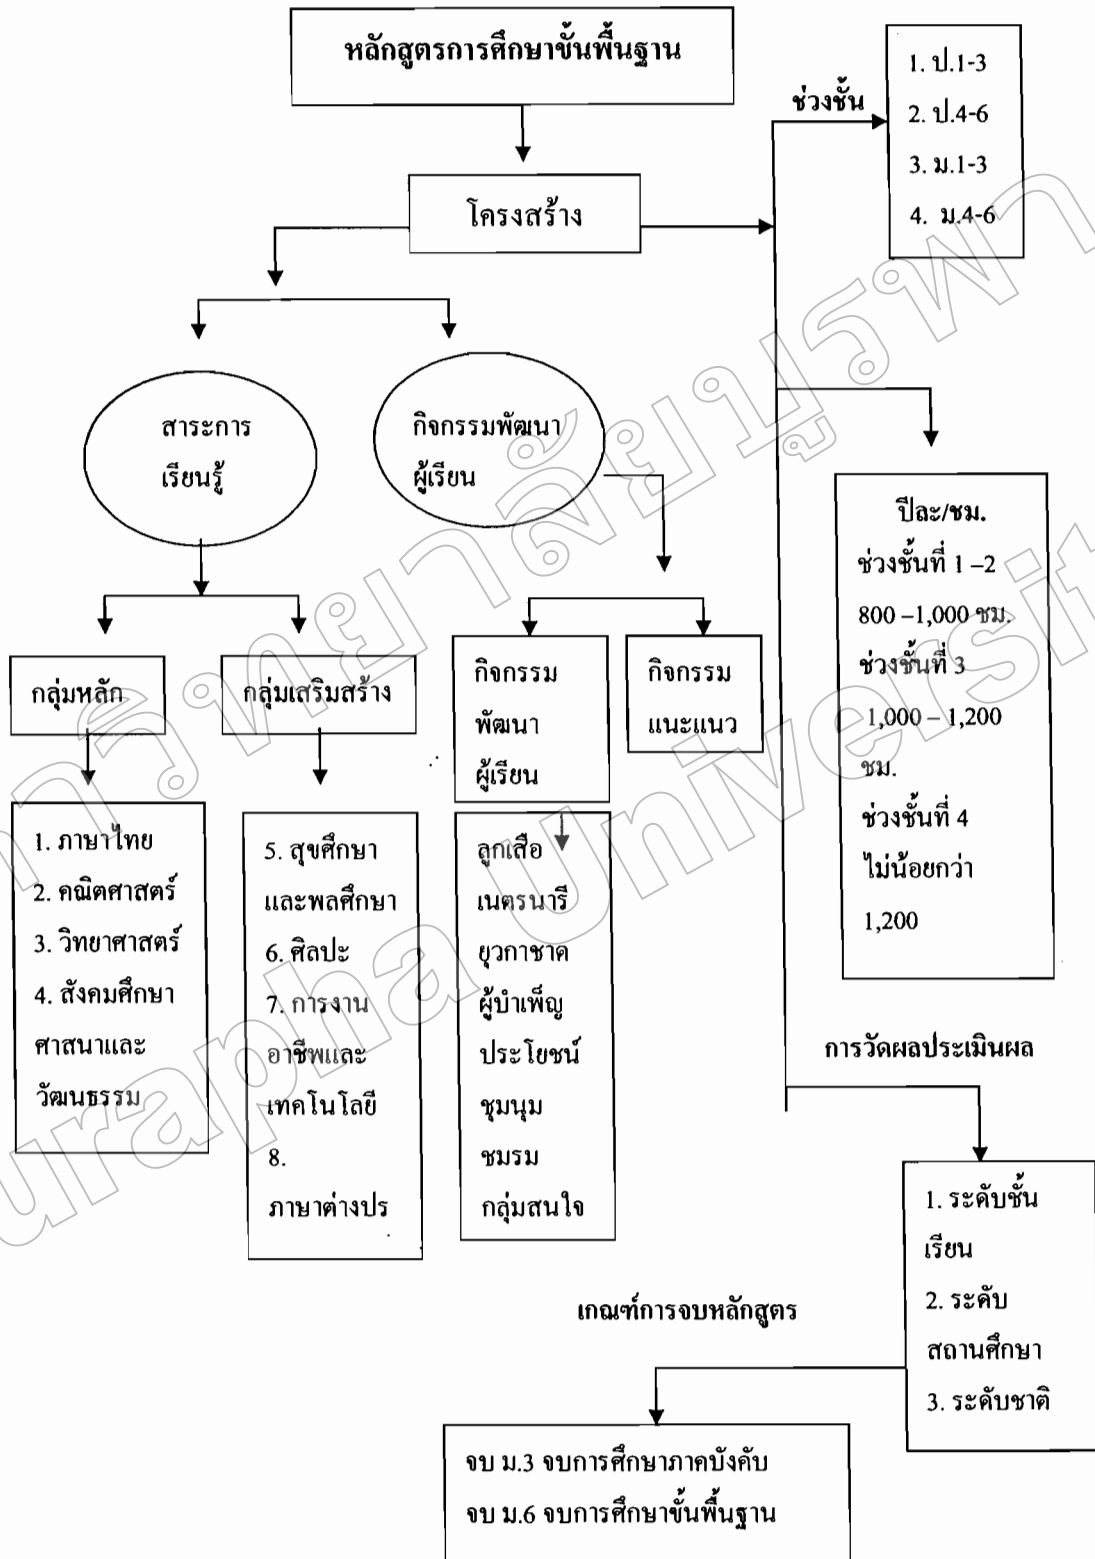 หลักสูตรการศึกษาขั้นพื้นฐาน
ช่วงชั้น
1. ป.1-3
2. ป.4-6
3. ม.1-3
4. ม.4-6
โครงสร้าง
สาระการ
เรียนรู้
กิจกรรมพัฒนา
ผู้เรียน
ปีละ/ชม.
ช่วงชั้นที่ 1 –2
800 –1,000 ชม.
ช่วงชั้นที่ 3
1,000 – 1,200
ชม.
ช่วงชั้นที่ 4
ไม่น้อยกว่า
1,200
กลุ่มหลัก
กลุ่มเสริมสร้าง
กิจกรรม
พัฒนา
ผู้เรียน
กิจกรรม
แนะแนว
1. ภาษาไทย
2. คณิตศาสตร์
3. วิทยาศาสตร์
4. สังคมศึกษา
ศาสนาและ
วัฒนธรรม
5. สุขศึกษา
และพลศึกษา
6. ศิลปะ
7. การงาน
อาชีพและ
เทคโนโลยี
8.
ภาษาต่างปร
ลูกเสือ
เนตรนารี
ยุวกาชาด
ผู้บำเพ็ญ
ประโยชน์
ชุมนุม
ชมรม
กลุ่มสนใจ
การวัดผลประเมินผล
1. ระดับชั้น
เรียน
2. ระดับ
สถานศึกษา
3. ระดับชาติ
เกณฑ์การจบหลักสูตร
จบ ม.3 จบการศึกษาภาคบังคับ
จบ ม.6 จบการศึกษาขั้นพื้นฐาน
าวิทยาลัยบูรพา
urapha Universit